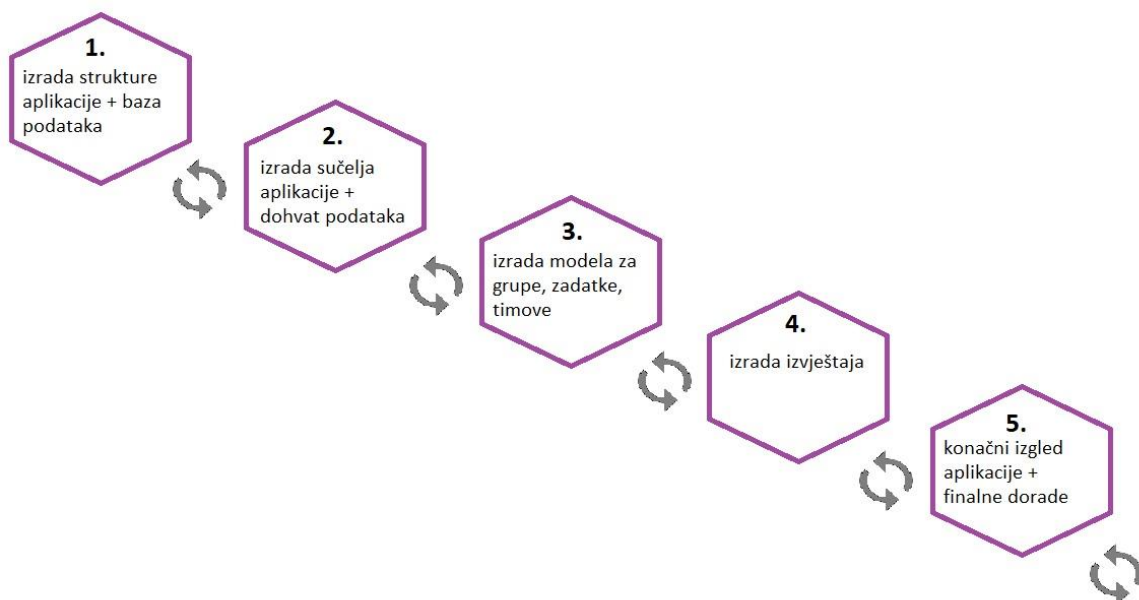 1.
izrada strukture
aplikacije + baza
podataka
2.
izrada sučelja
aplikacije +
dohvat podataka
3.
izrada modela za
grupe, zadatke,
timove
4.
izrada izvještaja
5.
konačni izgled
aplikacije +
finalne dorade